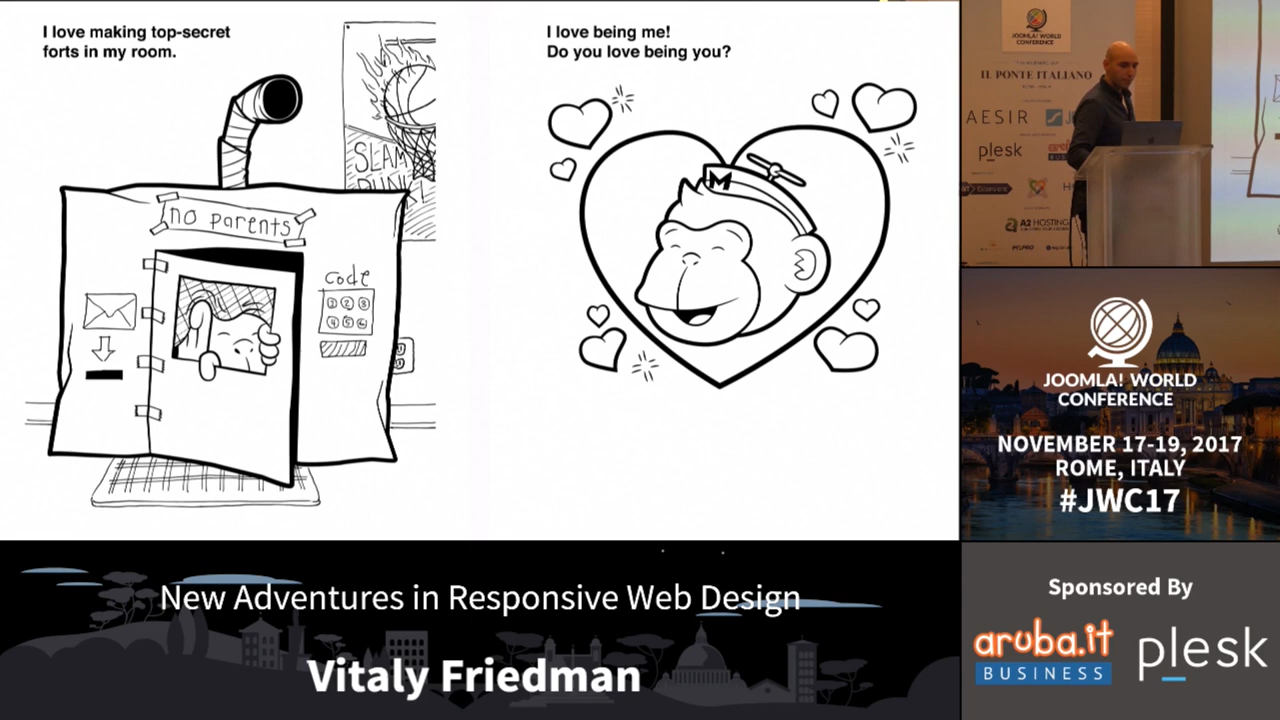 I love making top-secret
forts in my room.
SLAM
no parents
code
1 2 3
4 5 6
I love being me!
Do you love being you?
M
JOOMLA! WORLD
CONFERENCE
IL PONTE ITALIANO
AESIR
plesk
A2 HOSTING
JOOMLA! WORLD
CONFERENCE
NOVEMBER 17-19, 2017
ROME, ITALY
#JWC17
New Adventures in Responsive Web Design
Vitaly Friedman
Sponsored By
aruba.it
BUSINESS
plesk